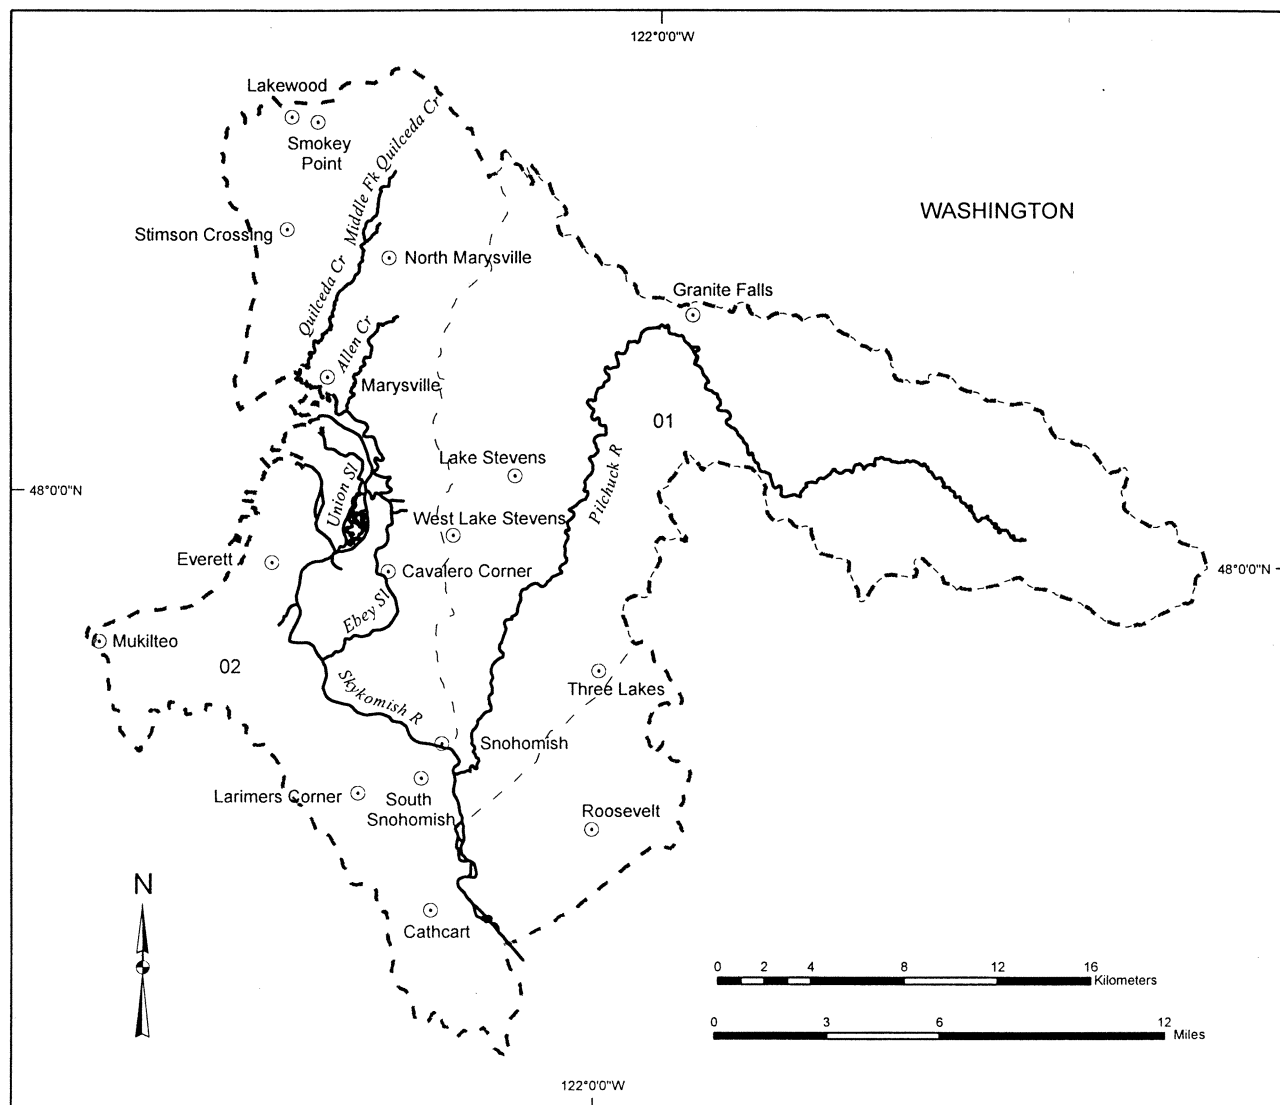 122°0'0"W
Lakewood
Smokey
Point
Middle Fk Quilceda Cr
WASHINGTON
Stimson Crossing
North Marysville
Quilceda Cr
Granite Falls
Allen Cr
Marysville
01
Lake Stevens
Pilchuck R
48°0'0"N
Union Sl
West Lake Stevens
Everett
Cavalero Corner
48°0'0"N
Ebey Sl
Mukilteo
02
Three Lakes
Skykomish R
Snohomish
Larimers Corner
South
Snohomish
Roosevelt
N
Cathcart
0 2 4 8 12 16
Kilometers
0 3 6 12
Miles
122°0'0"W